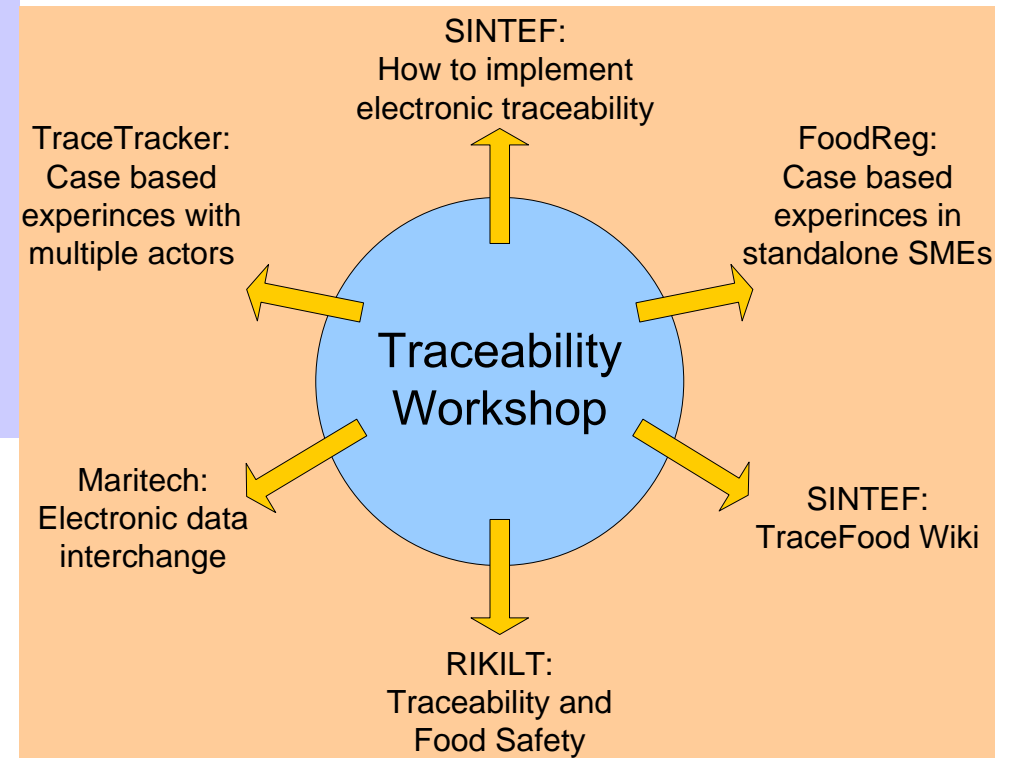 SINTEF:
How to implement
electronic traceability
TraceTracker:
Case based
experinces with
multiple actors
FoodReg:
Case based
experinces in
standalone SMEs
Traceability
Workshop
Maritech:
Electronic data
interchange
SINTEF:
TraceFood Wiki
RIKILT:
Traceability and
Food Safety